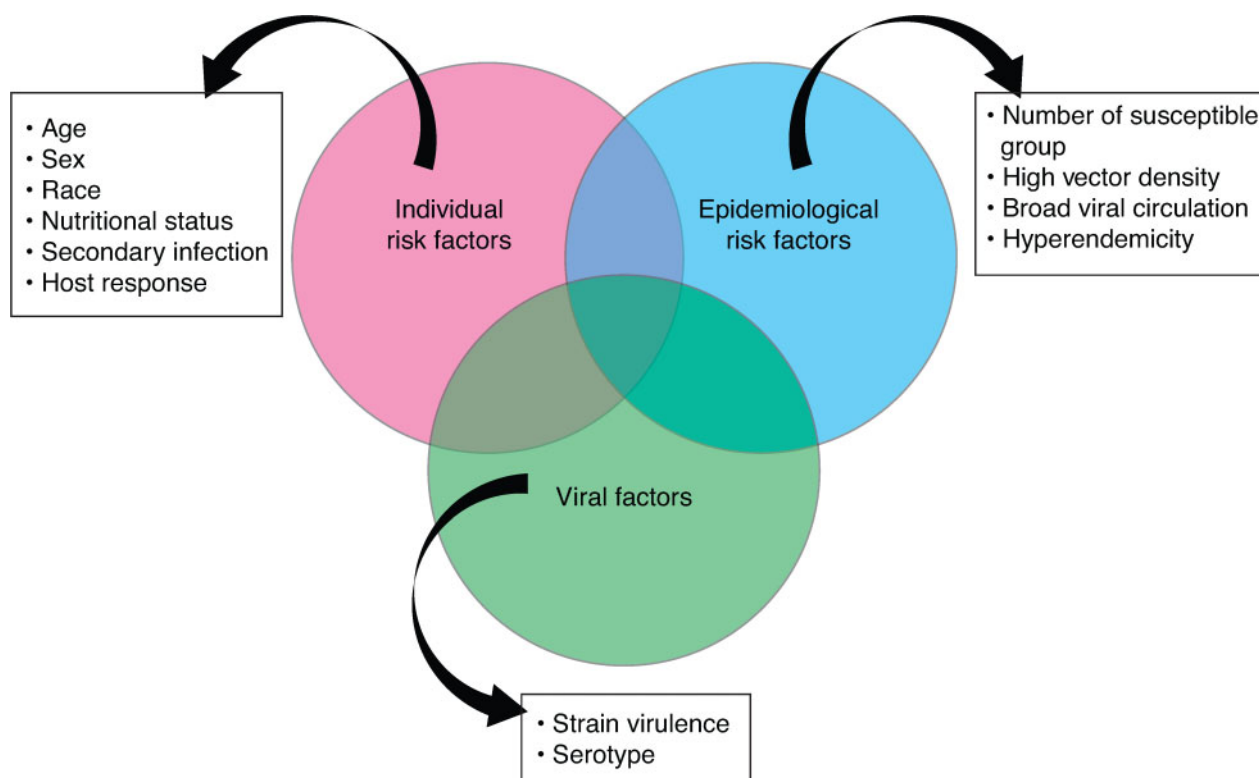 • Age
• Sex
• Race
• Nutritional status
• Secondary infection
• Host response
Individual
risk factors
Epidemiological
risk factors
• Number of susceptible
group
• High vector density
• Broad viral circulation
• Hyperendemicity
Viral factors
• Strain virulence
• Serotype